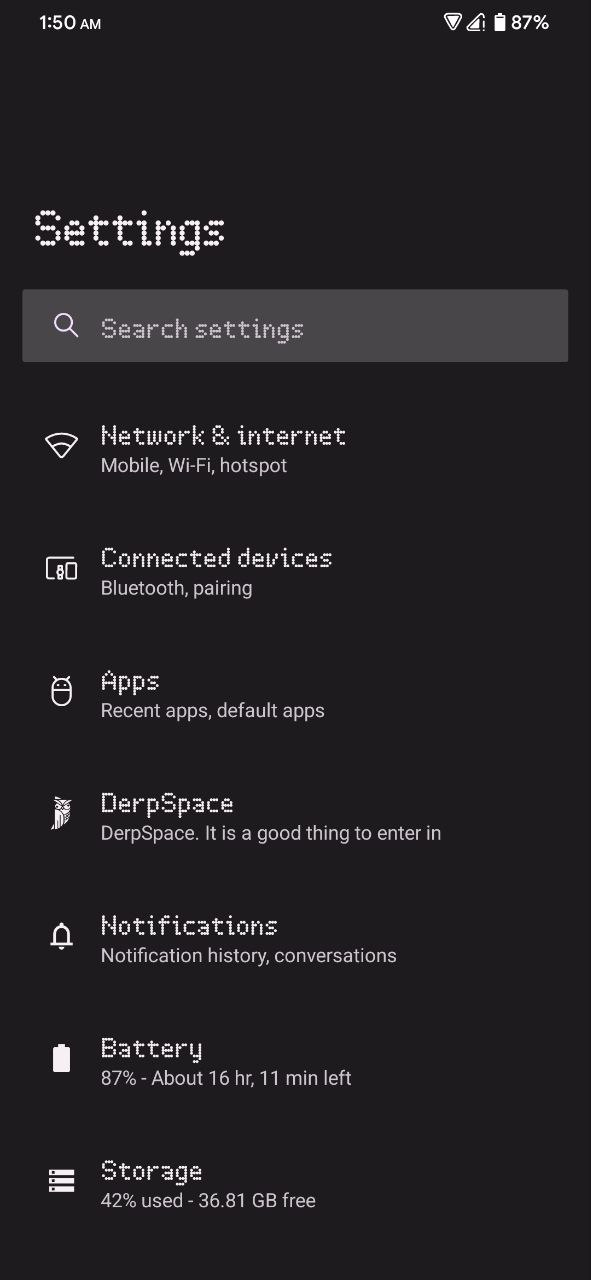 1:50 AM
87%
Settings
Search settings
Network & internet
Mobile, Wi-Fi, hotspot
Connected devices
Bluetooth, pairing
Apps
Recent apps, default apps
DerpSpace
DerpSpace. It is a good thing to enter in
Notifications
Notification history, conversations
Battery
87% - About 16 hr, 11 min left
Storage
42% used - 36.81 GB free